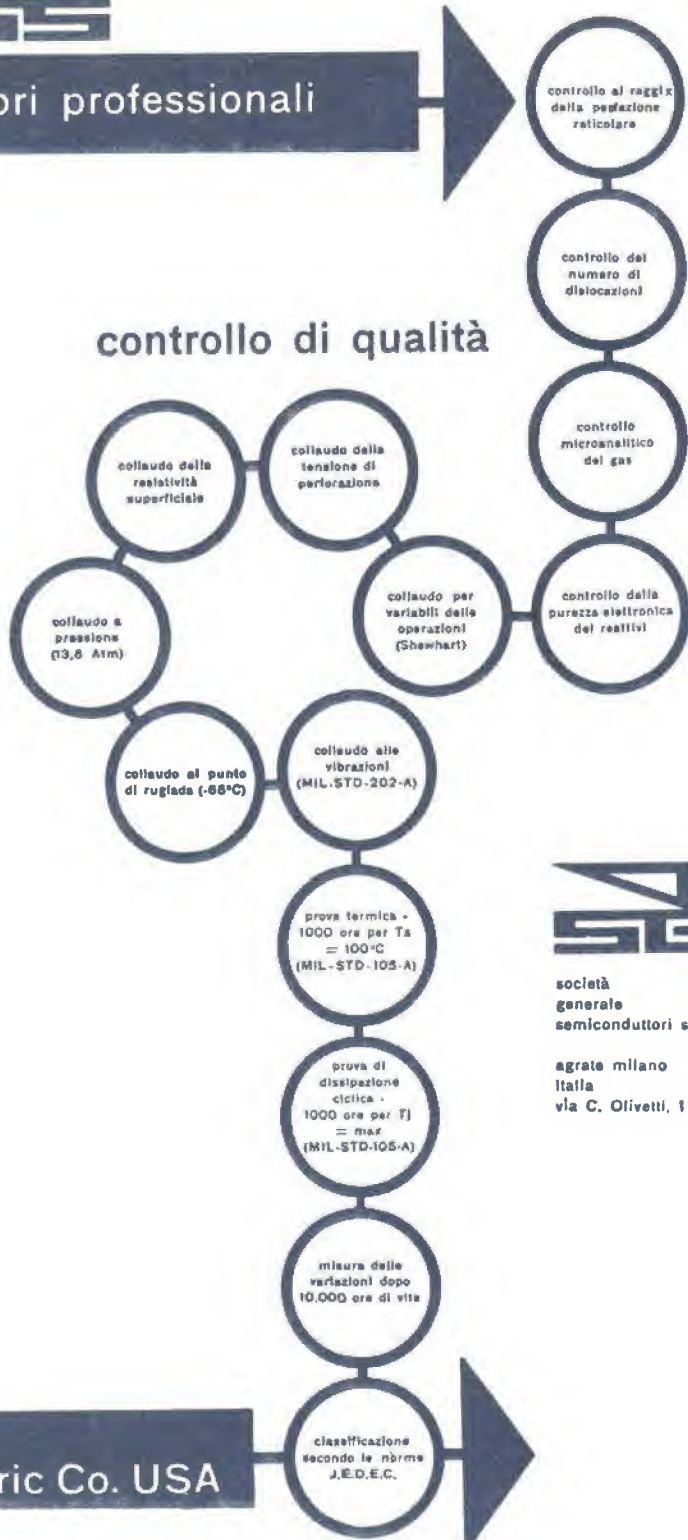 ori professionali
controllo ai raggi x
della perfezione
reticolare
controllo del
numero di
dislocazioni
controllo
microanalitico
dei gas
controllo della
purezza elettronica
dei reattivi
controllo di qualità
collaudo per
variabili delle
operazioni
(Shewhart)
collaudo della
tensione di
perforazione
collaudo della
resistività
superficiale
collaudo a
pressione
(13,6 Atm)
collaudo al punto
di rugiada (-65°C)
collaudo alle
vibrazioni
(MIL-STD-202-A)
prova termica -
1000 ore per Ta
= 100°C
(MIL-STD-105-A)
prova di
dissipazione
ciclica -
1000 ore per Tj
= max
(MIL-STD-105-A)
misura delle
variazioni dopo
10.000 ore di vita
classificazione
secondo le norme
J.E.D.E.C.
società
generale
semiconduttori s
agrate milano
italia
via C. Olivetti, 1
ric Co. USA